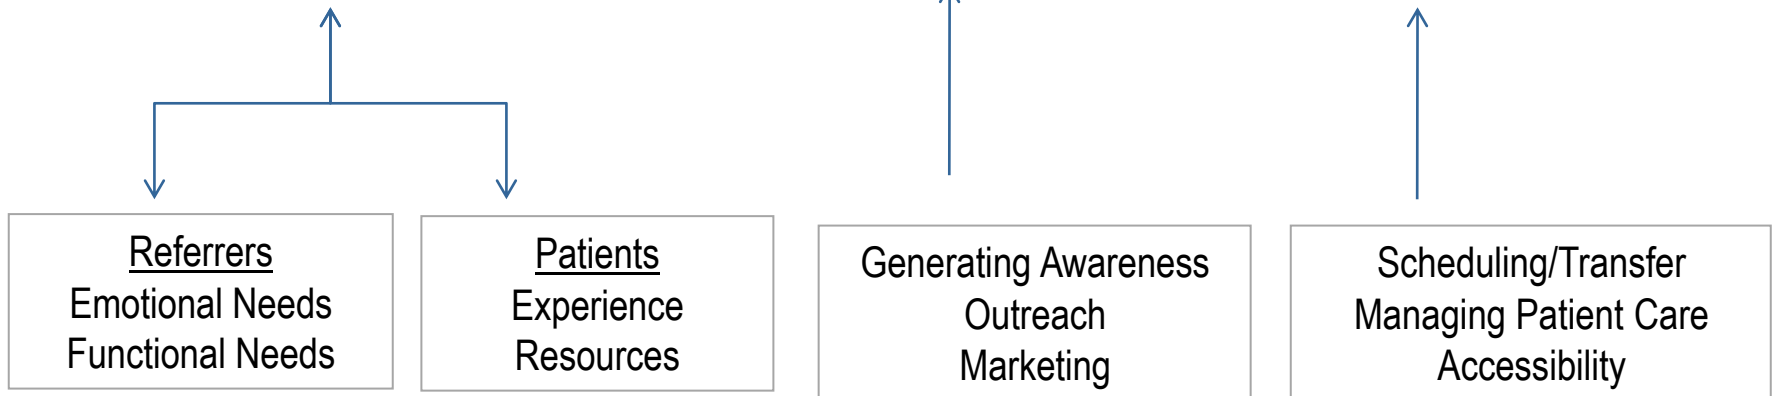 Referrers
Emotional Needs
Functional Needs
Patients
Experience
Resources
Generating Awareness
Outreach
Marketing
Scheduling/Transfer
Managing Patient Care
Accessibility